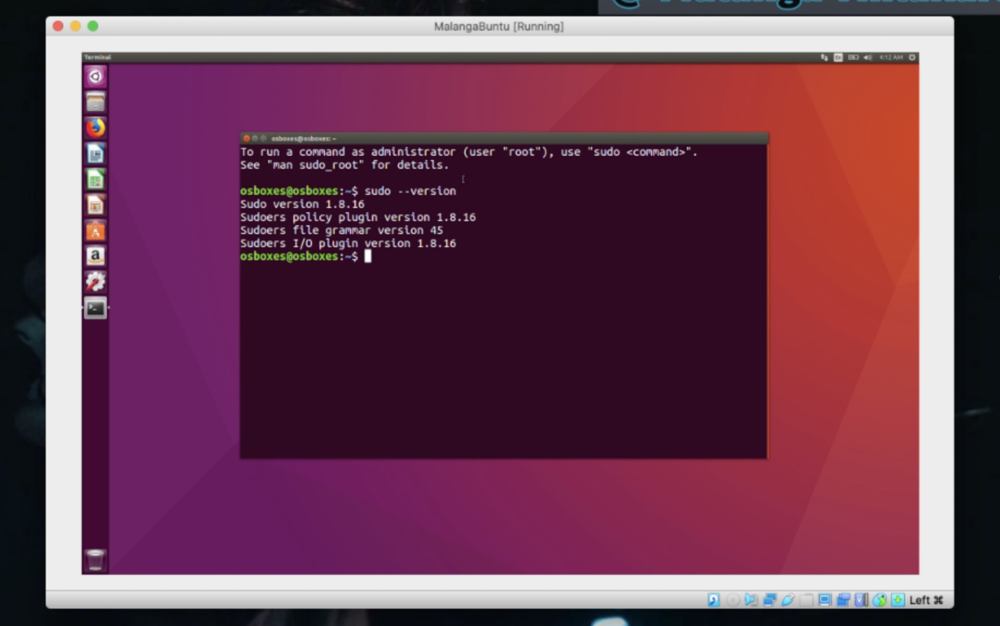 MalangaBuntu [Running]
Terminal
En
4:12 AM
osboxes@osboxes: ~
To run a command as administrator (user "root"), use "sudo <command>".
See "man sudo_root" for details.
osboxes@osboxes:~$ sudo --version
Sudo version 1.8.16
Sudoers policy plugin version 1.8.16
Sudoers file grammar version 45
Sudoers I/O plugin version 1.8.16
osboxes@osboxes:~$
Left ⌘